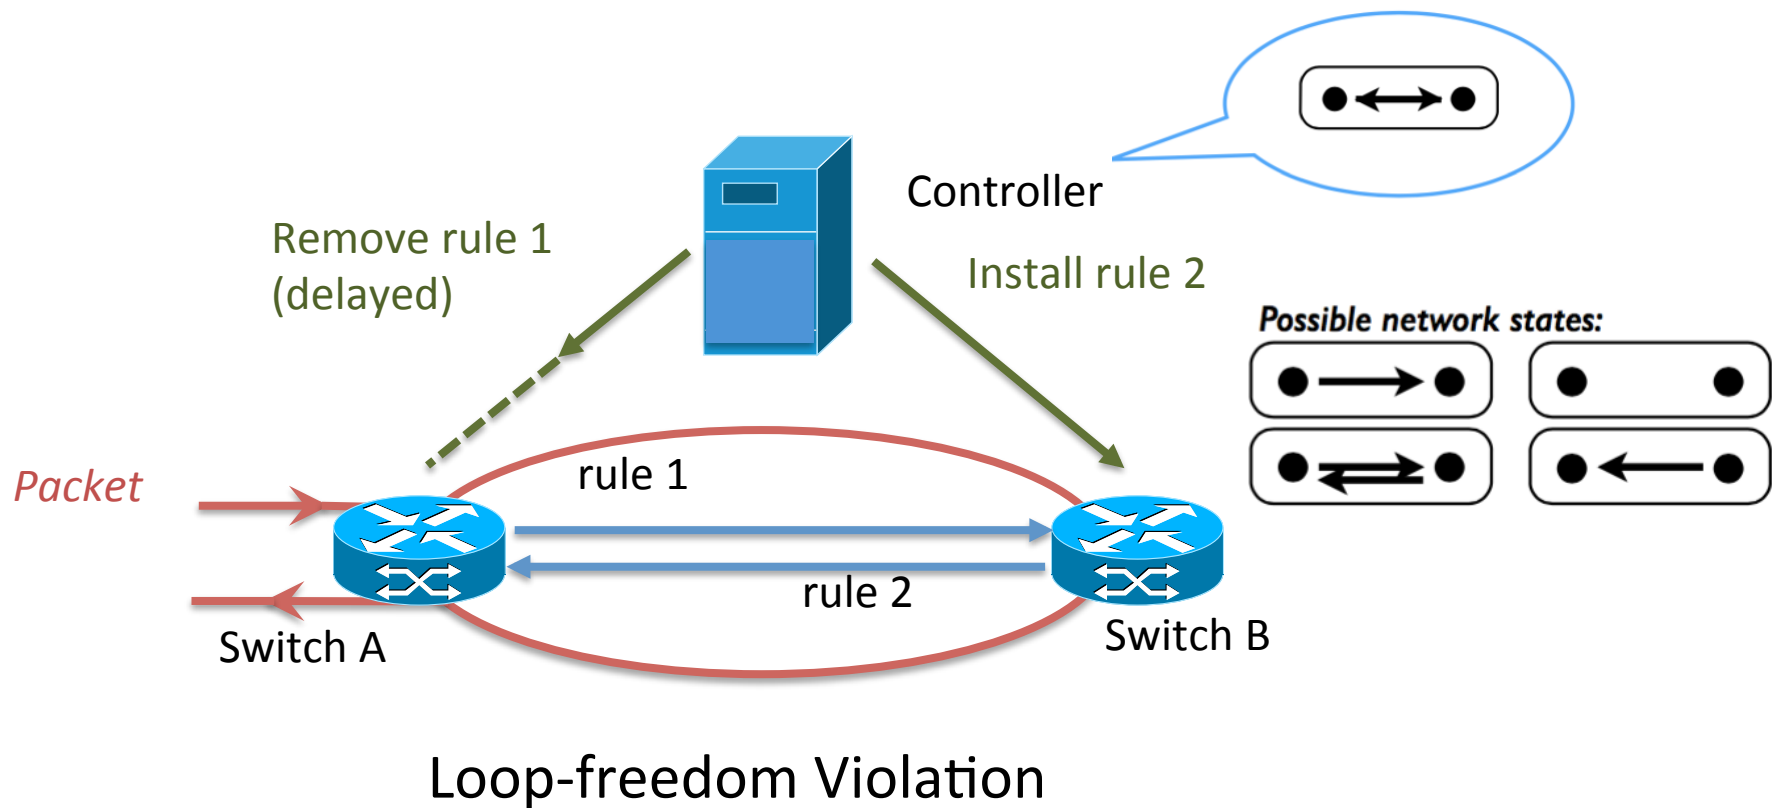 Controller
Remove rule 1
(delayed)
Install rule 2
Possible network states:
Packet
rule 1
rule 2
Switch A
Switch B
Loop-freedom Violation